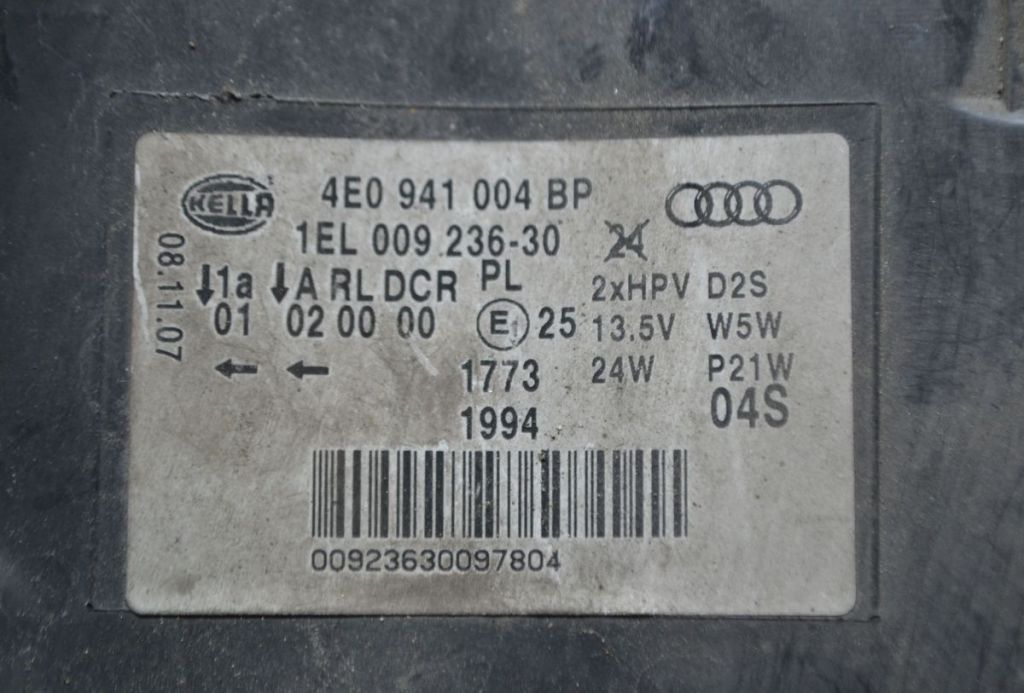 HELLA
4E0 941 004 BP
1EL 009 236-30
24
08.11.07
↓1a ↓A RL DCR PL
2xHPV D2S
01 02 00 00 E1 25
13.5V W5W
← ←
1773
24W P21W
1994
04S
00923630097804